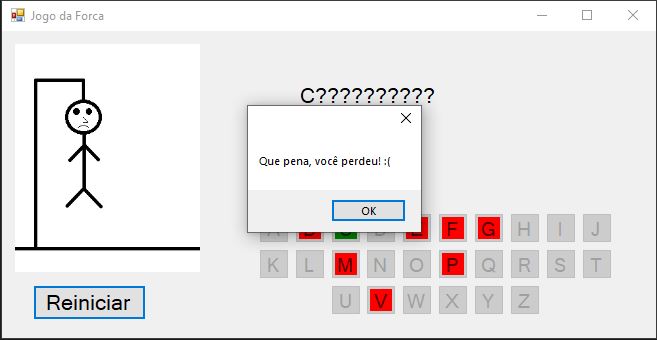 Jogo da Forca
C??????????
Que pena, você perdeu! :(
OK
A B C D E F G H I J
K L M N O P Q R S T
U V W X Y Z
Reiniciar